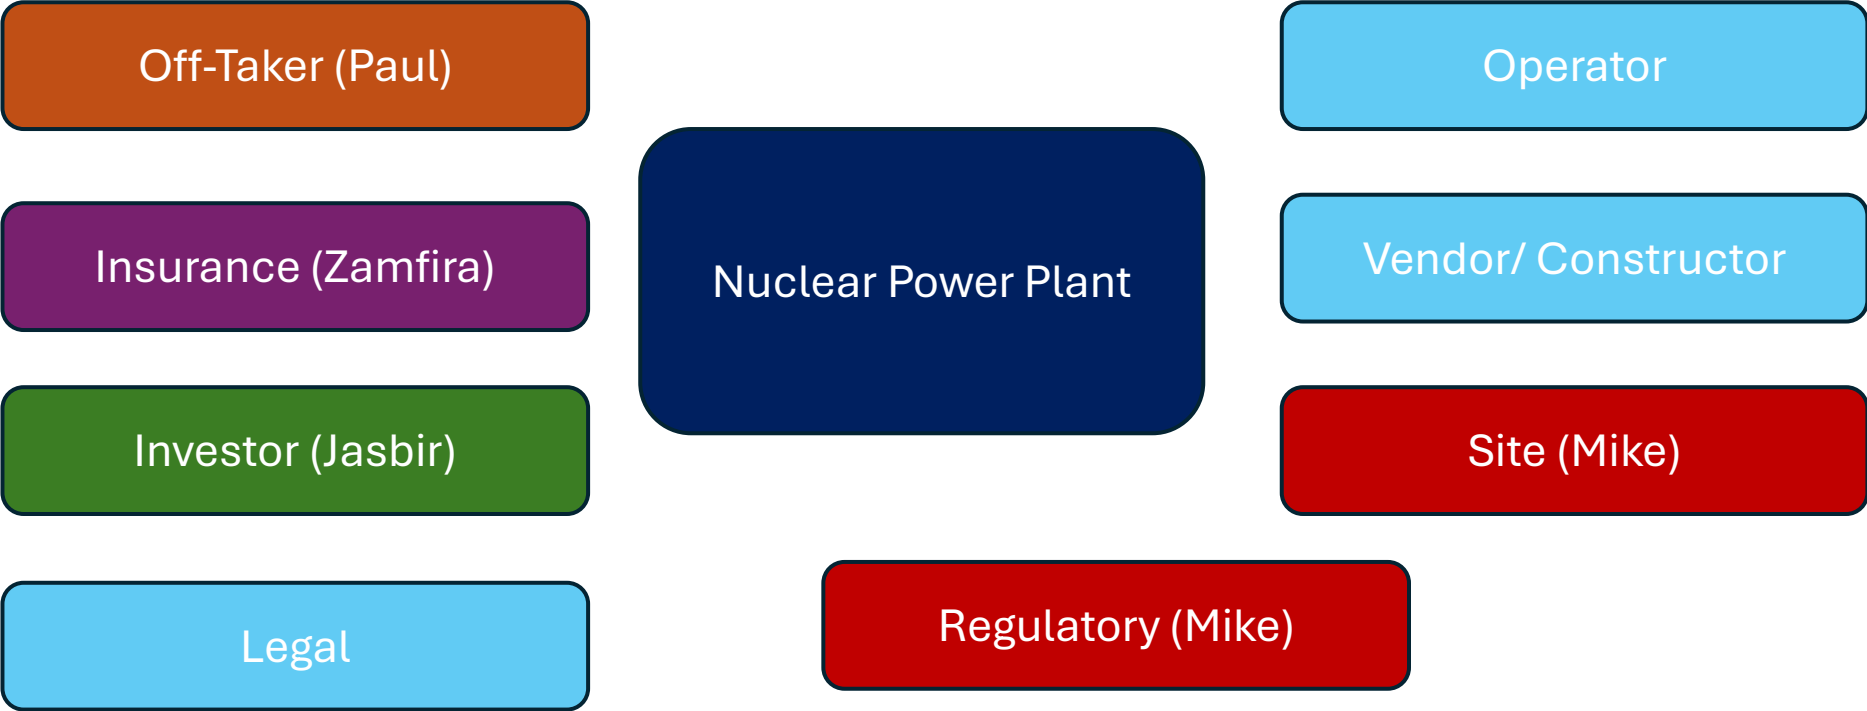 Off-Taker (Paul)
Operator
Insurance (Zamfira)
Nuclear Power Plant
Vendor/ Constructor
Investor (Jasbir)
Site (Mike)
Legal
Regulatory (Mike)